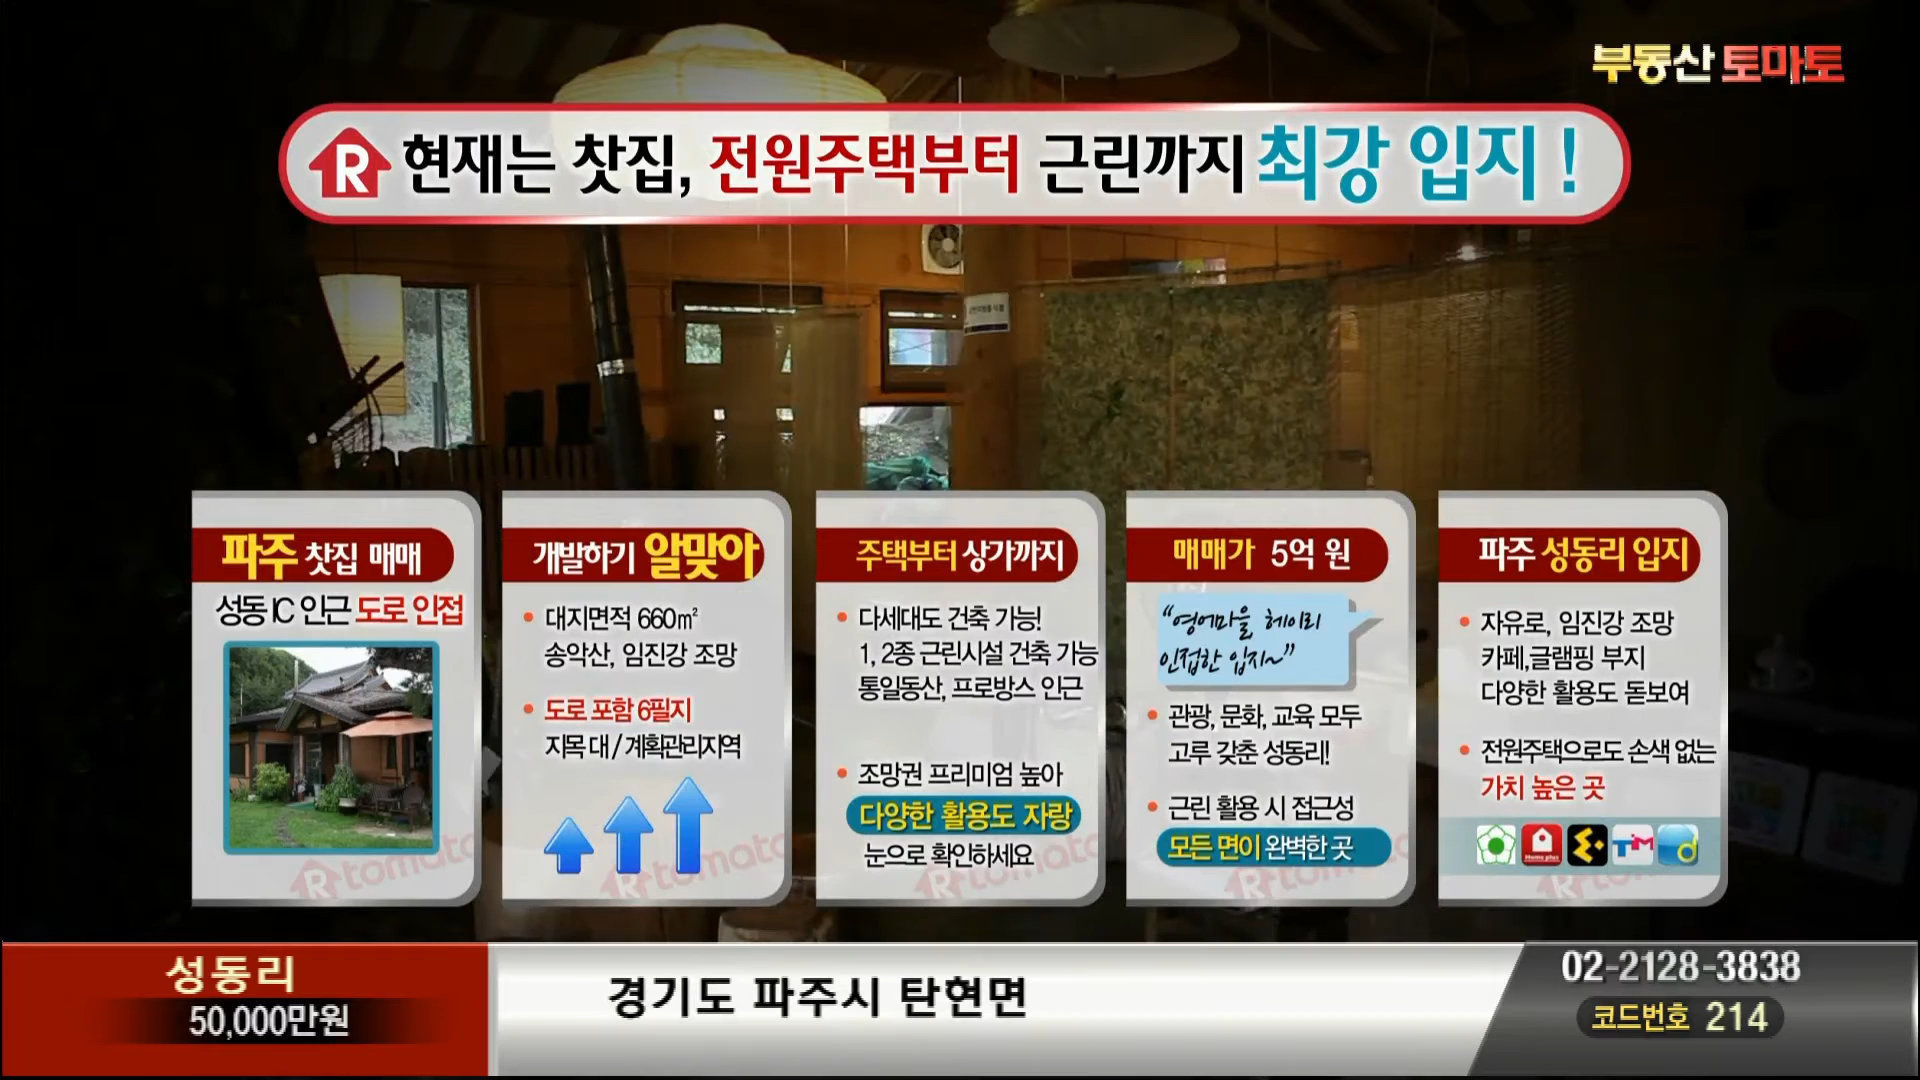 부동산 토마토
R 현재는 찻집, 전원주택부터 근린까지 최강 입지 !
파주 찻집 매매
성동 IC 인근 도로 인접
Rtomato
개발하기 알맞아
• 대지면적 660㎡
송악산, 임진강 조망
• 도로 포함 6필지
지목 대 / 계획관리지역
Rtomato
주택부터 상가까지
• 다세대도 건축 가능!
1, 2종 근린시설 건축 가능
통일동산, 프로방스 인근
• 조망권 프리미엄 높아
다양한 활용도 자랑
눈으로 확인하세요
Rtomato
매매가 5억 원
“영어마을, 헤이리
인접한 입지~”
• 관광, 문화, 교육 모두
고루 갖춘 성동리!
• 근린 활용 시 접근성
모든 면이 완벽한 곳
Rtomato
파주 성동리 입지
• 자유로, 임진강 조망
카페,글램핑 부지
다양한 활용도 돋보여
• 전원주택으로도 손색 없는
가치 높은 곳
Home plus
TM
성동리
50,000만원
경기도 파주시 탄현면
02-2128-3838
코드번호 214